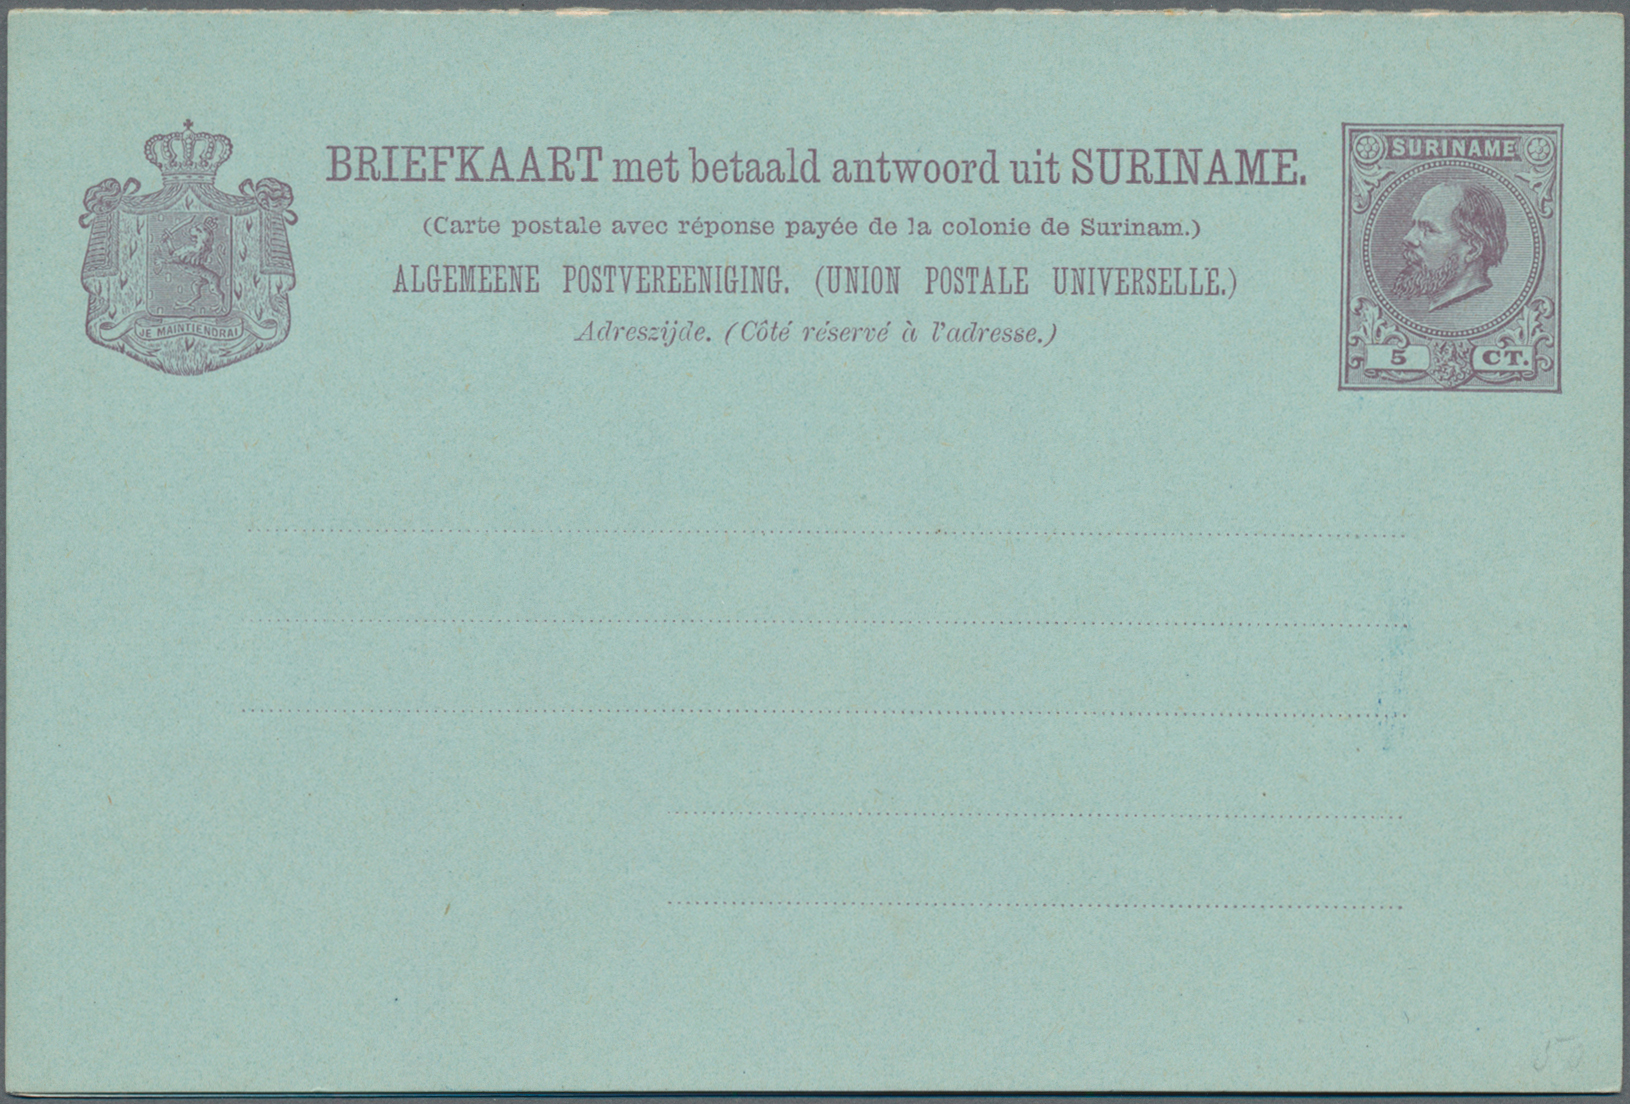 BRIEFKAART met betaald antwoord uit SURINAME.
(Carte postale avec réponse payée de la colonie de Surinam.)
ALGEMEENE POSTVEREENIGING. (UNION POSTALE UNIVERSELLE.)
Adreszijde. (Côté réservé à l'adresse.)
JE MAINTIENDRAI
SURINAME
5 CT.
50